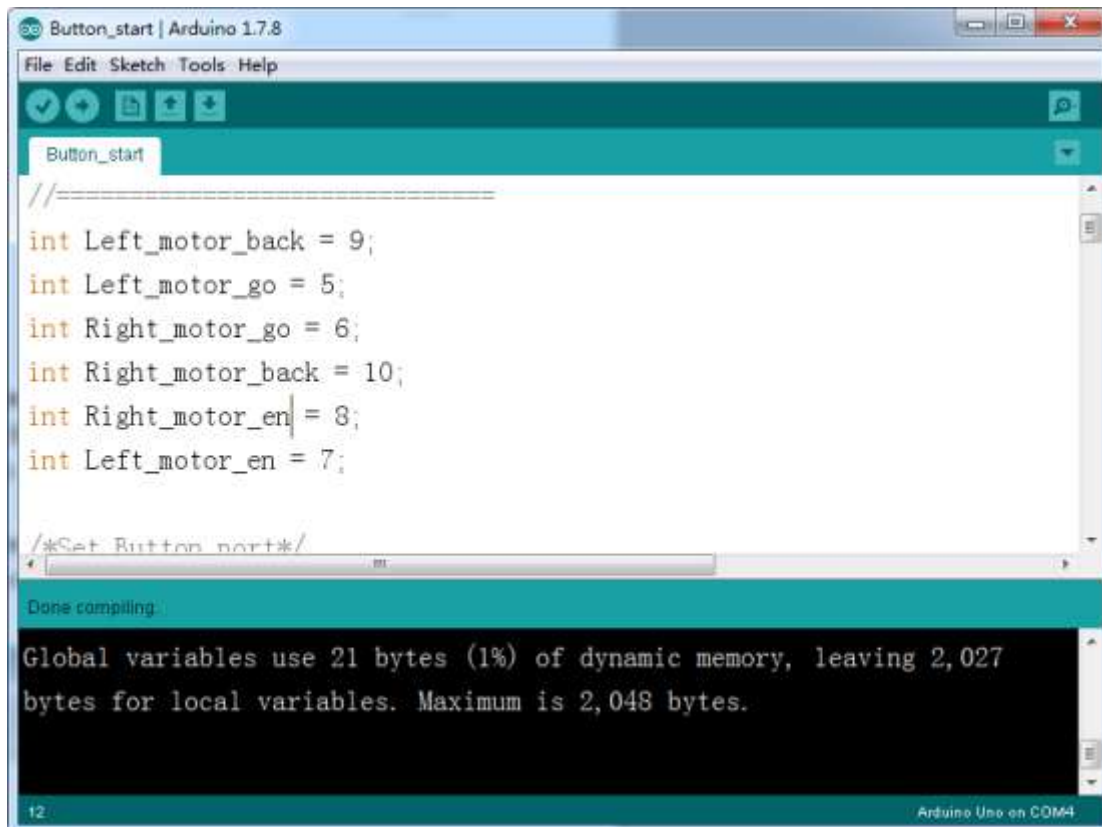 Button_start | Arduino 1.7.8
File Edit Sketch Tools Help
Button_start
//==============================
int Left_motor_back = 9;
int Left_motor_go = 5;
int Right_motor_go = 6;
int Right_motor_back = 10;
int Right_motor_en = 8;
int Left_motor_en = 7;
/*Set Button port*/
Done compiling.
Global variables use 21 bytes (1%) of dynamic memory, leaving 2,027
bytes for local variables. Maximum is 2,048 bytes.
12 Arduino Uno on COM4